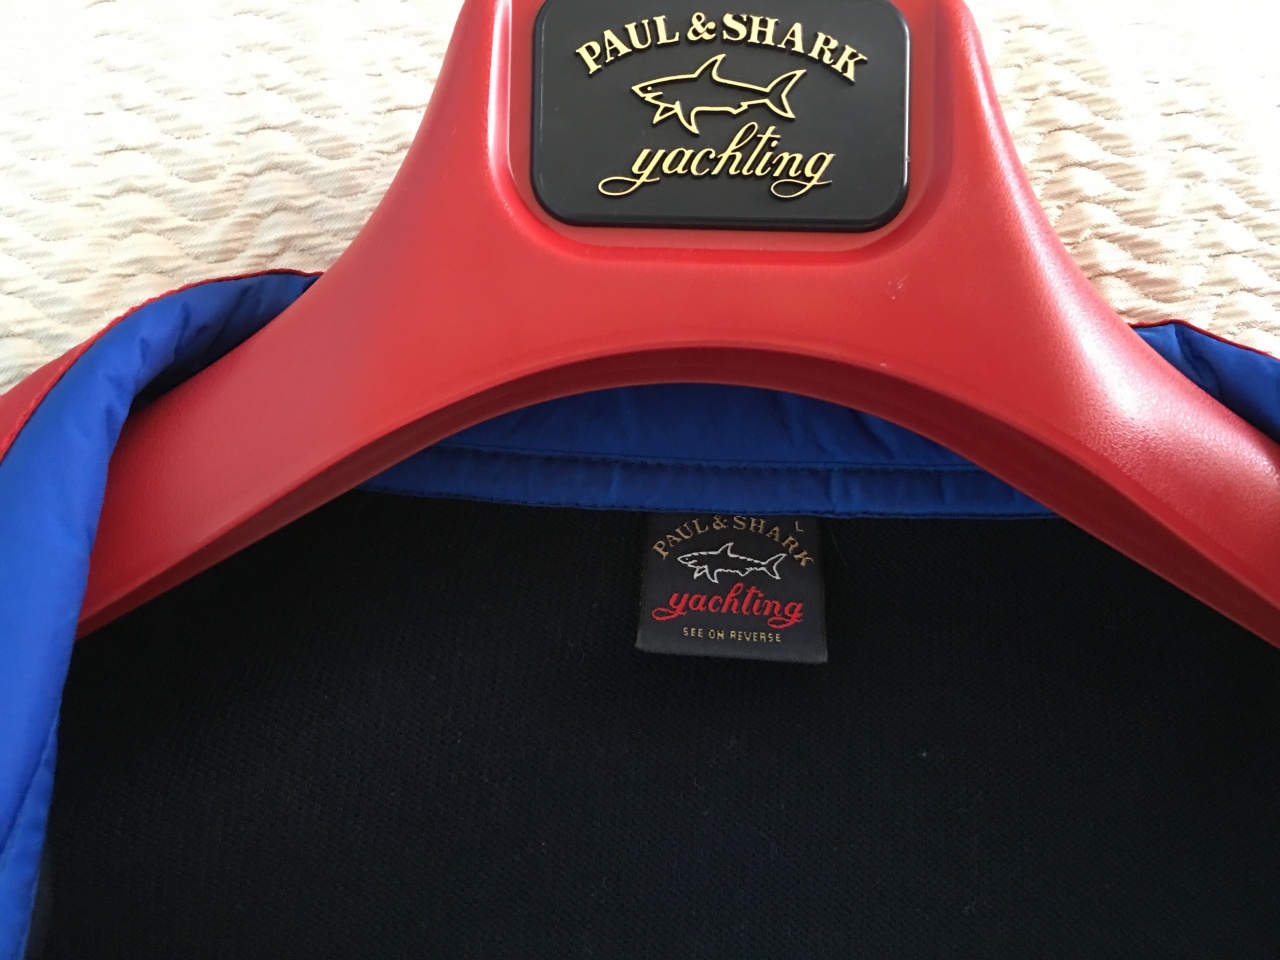 PAUL & SHARK
yachting
PAUL & SHARK
L
yachting
SEE ON REVERSE